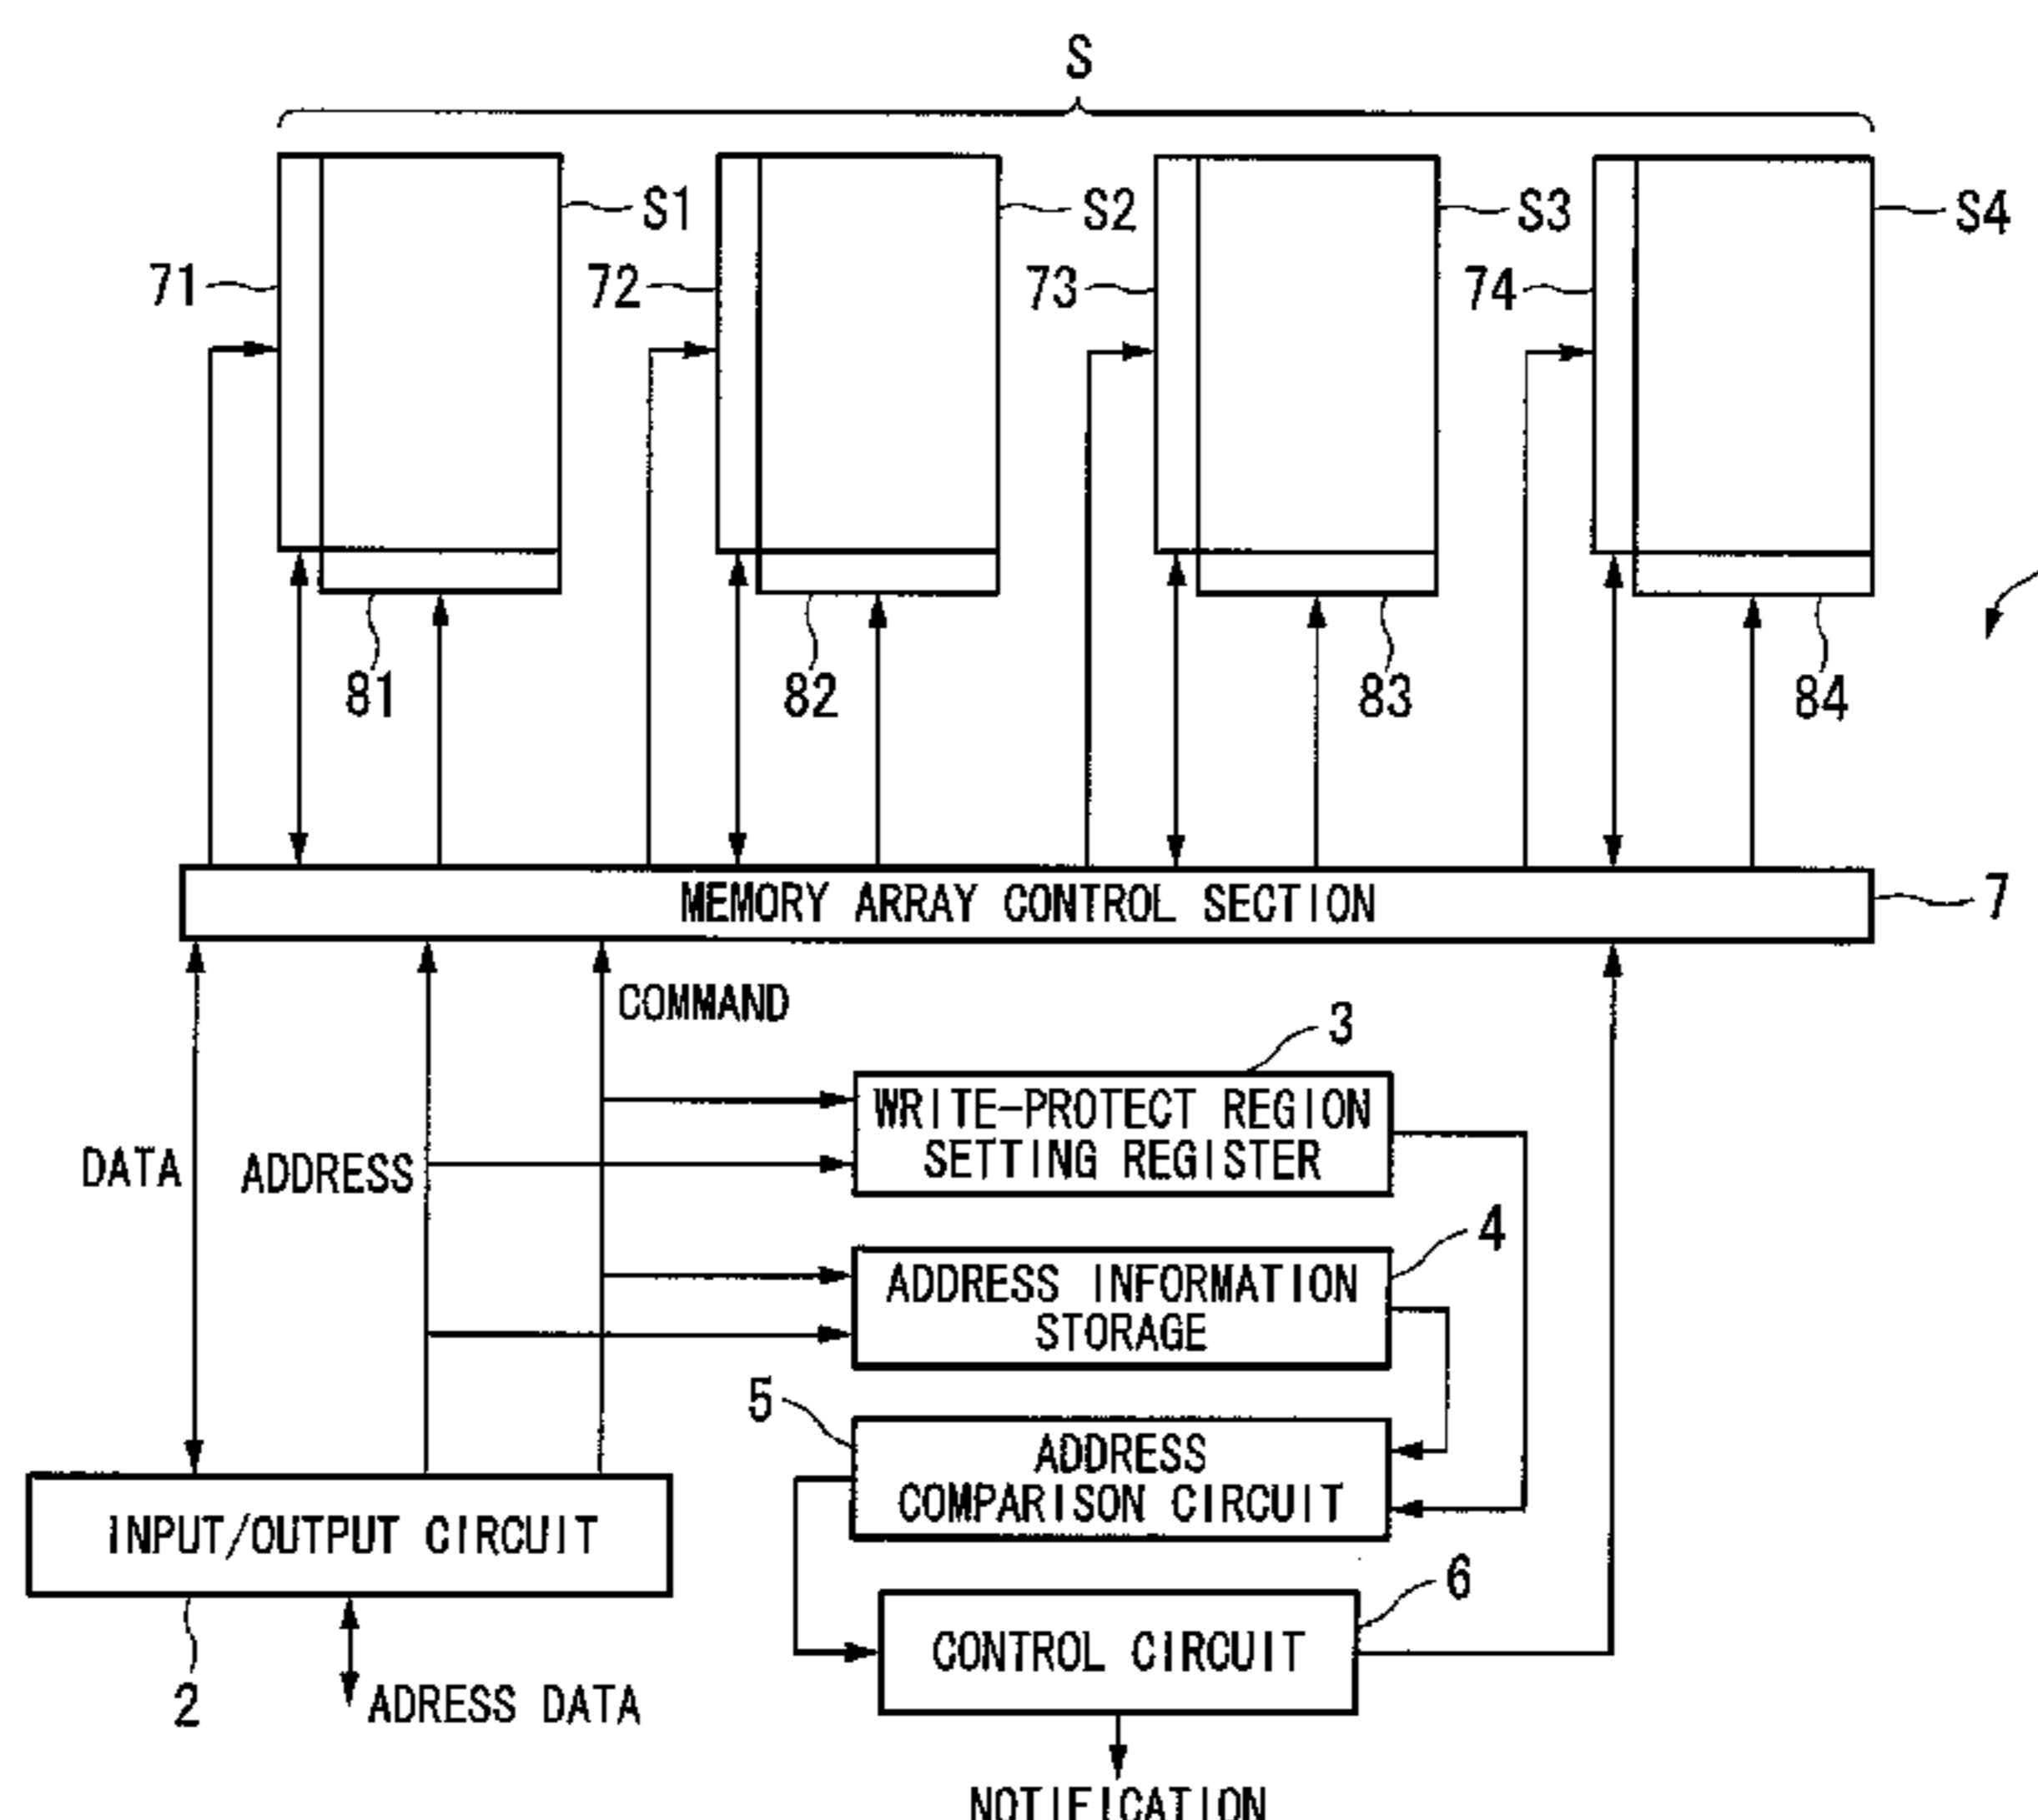 S
S1
S2
S3
S4
71
72
73
74
81
82
83
84
MEMORY ARRAY CONTROL SECTION
7
COMMAND
3
WRITE-PROTECT REGION
SETTING REGISTER
DATA
ADDRESS
4
ADDRESS INFORMATION
STORAGE
5
ADDRESS
COMPARISON CIRCUIT
INPUT/OUTPUT CIRCUIT
6
CONTROL CIRCUIT
2
ADRESS DATA
NOTIFICATION